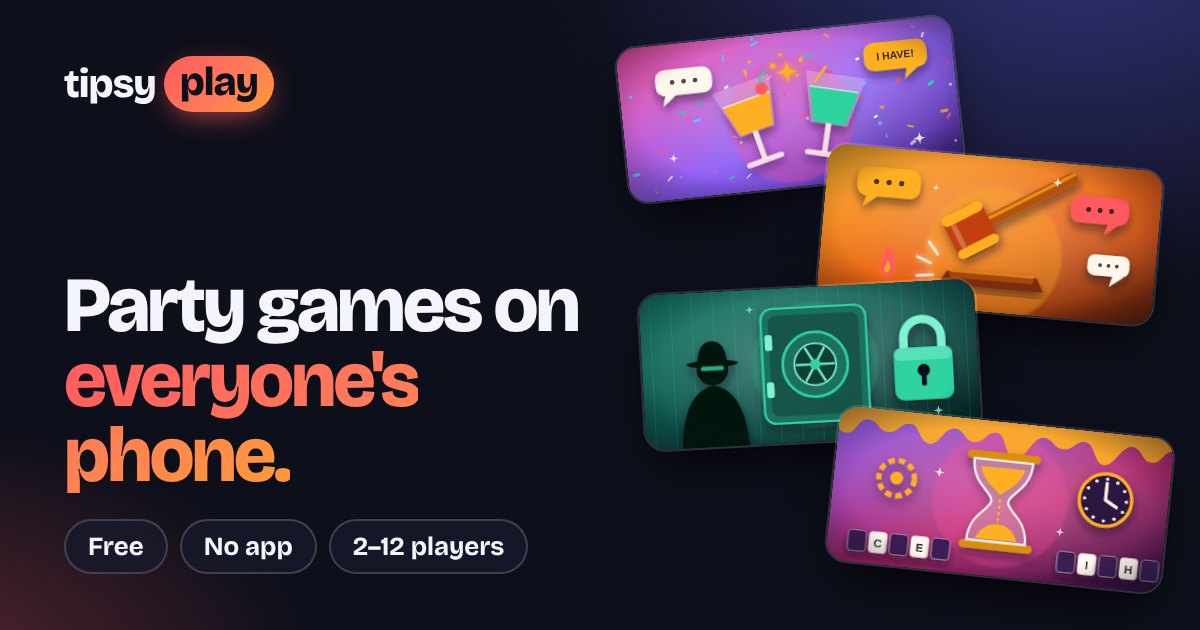 tipsy play
I HAVE!
Party games on
everyone's
phone.
Free
No app
2–12 players
C E
I H